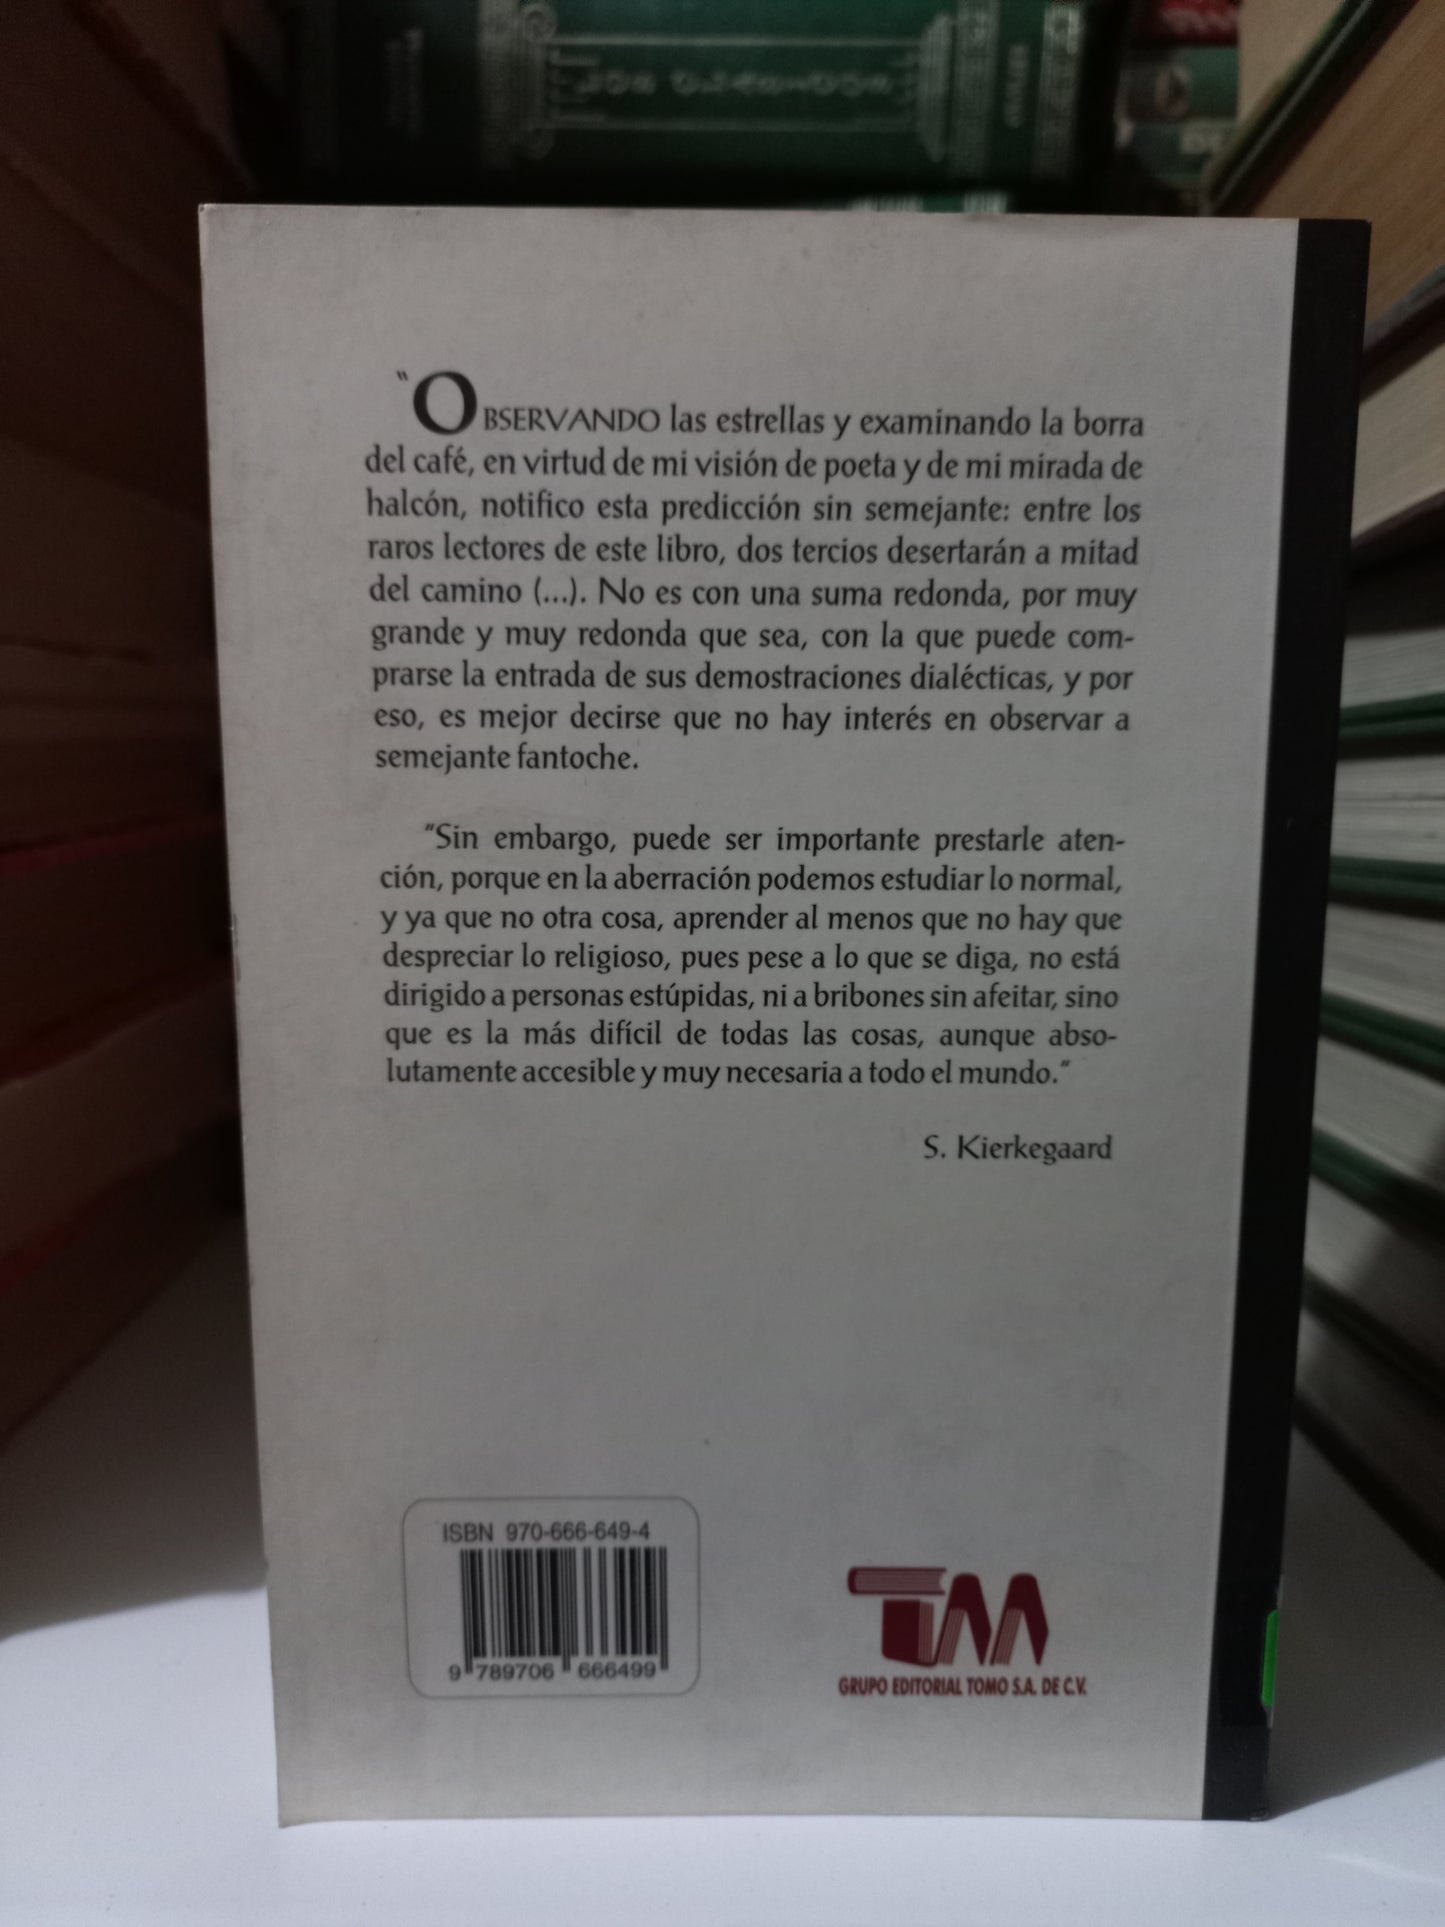 "OBSERVANDO las estrellas y examinando la borra
del café, en virtud de mi visión de poeta y de mi mirada de
halcón, notifico esta predicción sin semejante: entre los
raros lectores de este libro, dos tercios desertarán a mitad
del camino (...). No es con una suma redonda, por muy
grande y muy redonda que sea, con la que puede com-
prarse la entrada de sus demostraciones dialécticas, y por
eso, es mejor decirse que no hay interés en observar a
semejante fantoche.
"Sin embargo, puede ser importante prestarle aten-
ción, porque en la aberración podemos estudiar lo normal,
y ya que no otra cosa, aprender al menos que no hay que
despreciar lo religioso, pues pese a lo que se diga, no está
dirigido a personas estúpidas, ni a bribones sin afeitar, sino
que es la más difícil de todas las cosas, aunque abso-
lutamente accesible y muy necesaria a todo el mundo."
S. Kierkegaard
ISBN 970-666-649-4
9 789706 666499
TM
GRUPO EDITORIAL TOMO S.A. DE C.V.